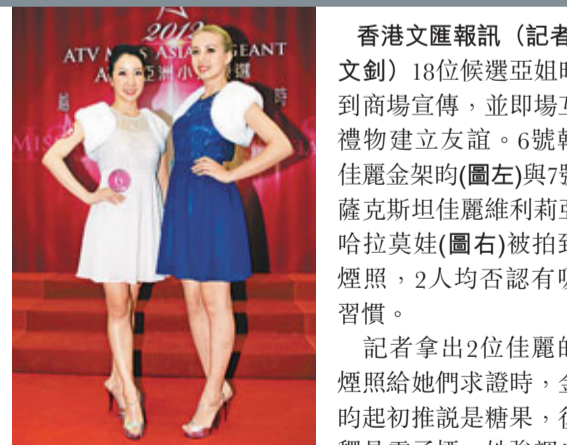 2012
ATV MISS ASIA PAGEANT
亞洲小
選
6
香港文匯報訊（記者
文釗）18位候選亞姐昨
到商場宣傳，並即場互
禮物建立友誼。6號韓
佳麗金架昀(圖左)與7號
薩克斯坦佳麗維利莉亞
哈拉莫娃(圖右)被拍到
煙照，2人均否認有吸
習慣。
記者拿出2位佳麗的
煙照給她們求證時，金
昀起初推說是糖果，後